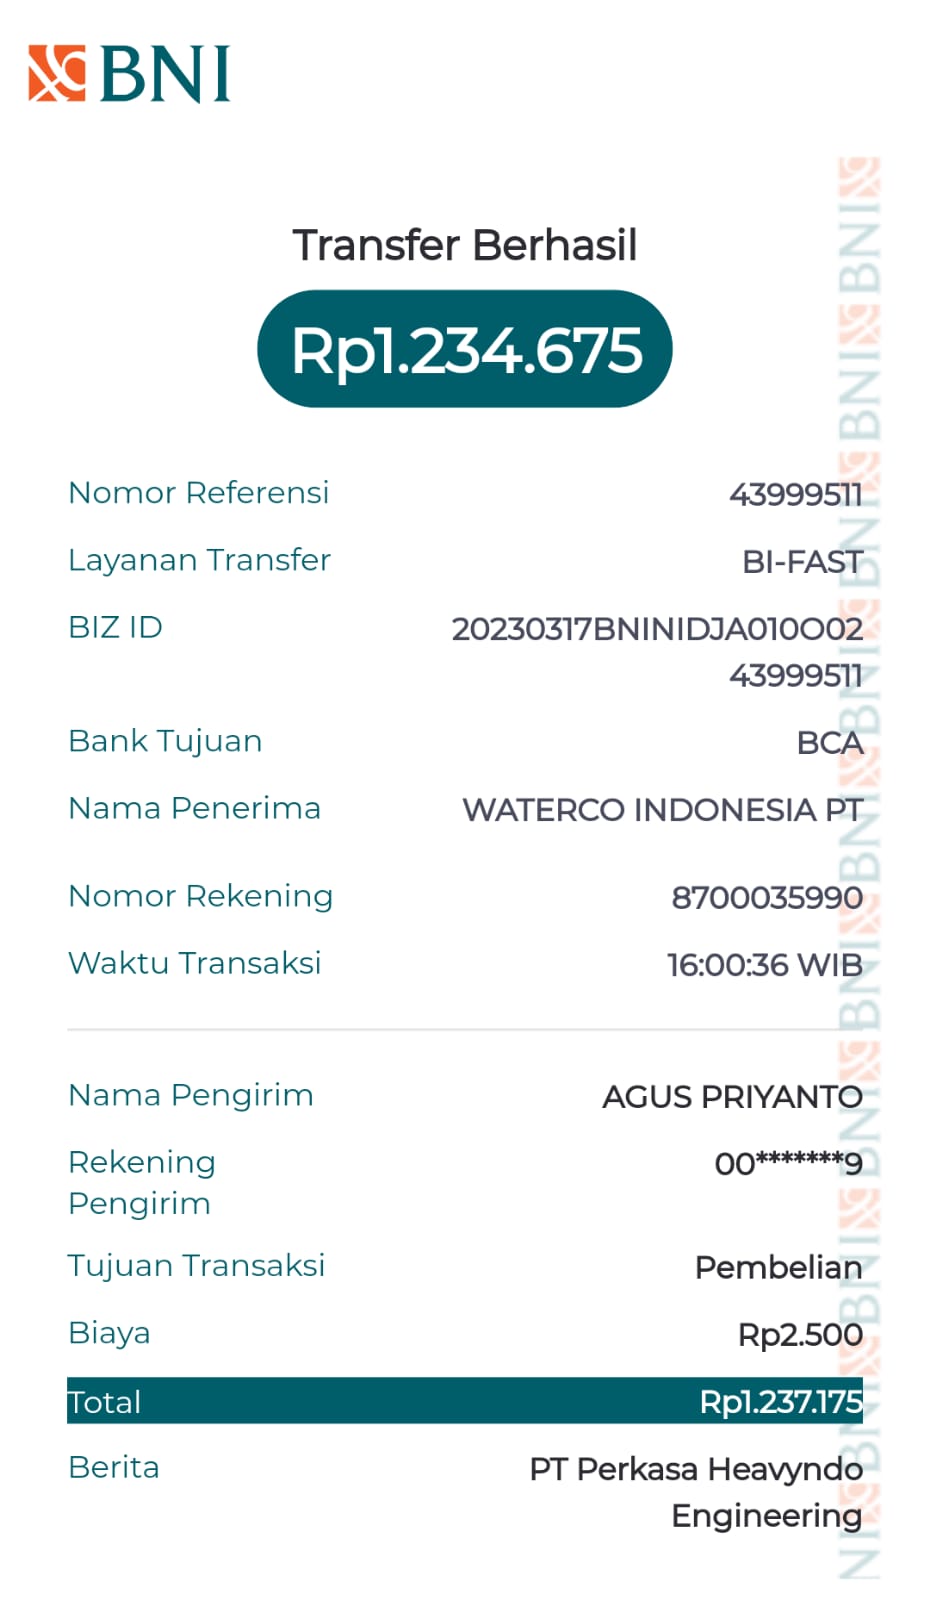 BNI
Transfer Berhasil
Rp1.234.675
Nomor Referensi 43999511
Layanan Transfer BI-FAST
BIZ ID 20230317BNINIDJA010O02
43999511
Bank Tujuan BCA
Nama Penerima WATERCO INDONESIA PT
Nomor Rekening 8700035990
Waktu Transaksi 16:00:36 WIB
Nama Pengirim AGUS PRIYANTO
Rekening 00*******9
Pengirim
Tujuan Transaksi Pembelian
Biaya Rp2.500
Total Rp1.237.175
Berita PT Perkasa Heavyndo
Engineering
BNI BNI BNI BNI BNI BNI BNI BNI BNI NI